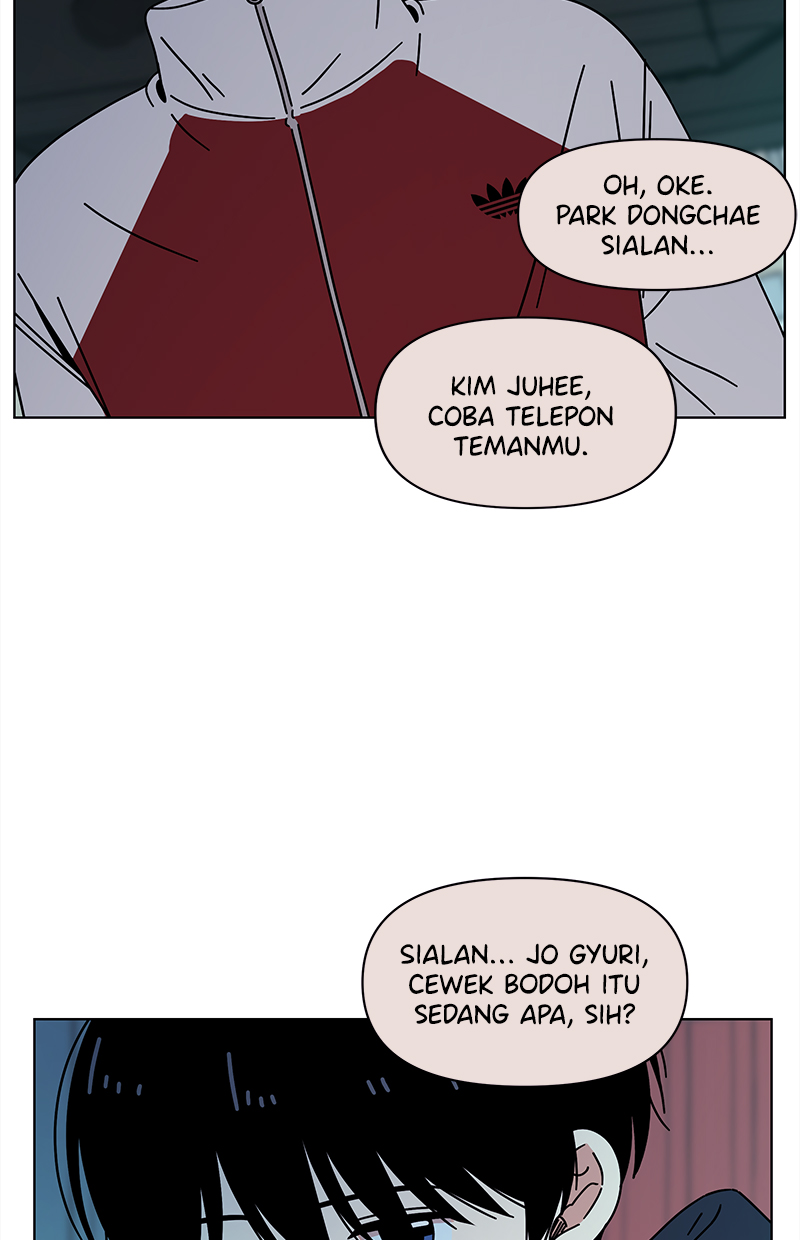 OH, OKE.
PARK DONGCHAE
SIALAN...
KIM JUHEE,
COBA TELEPON
TEMANMU.
SIALAN... JO GYURI,
CEWEK BODOH ITU
SEDANG APA, SIH?